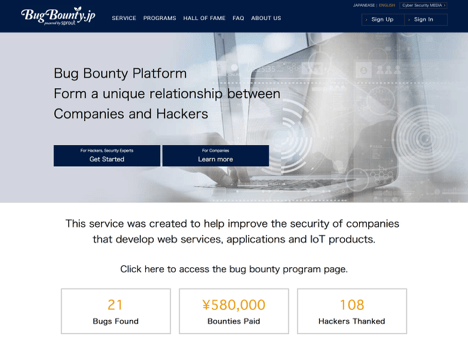 JAPANESE | ENGLISH
Cyber Security MEDIA
BugBounty.jp
powered by Sprout
SERVICE PROGRAMS HALL OF FAME FAQ ABOUT US
Sign Up
Sign In
Bug Bounty Platform
Form a unique relationship between
Companies and Hackers
For Hackers, Security Experts
Get Started
For Companies
Learn more
This service was created to help improve the security of companies
that develop web services, applications and IoT products.
Click here to access the bug bounty program page.
21
Bugs Found
¥580,000
Bounties Paid
108
Hackers Thanked